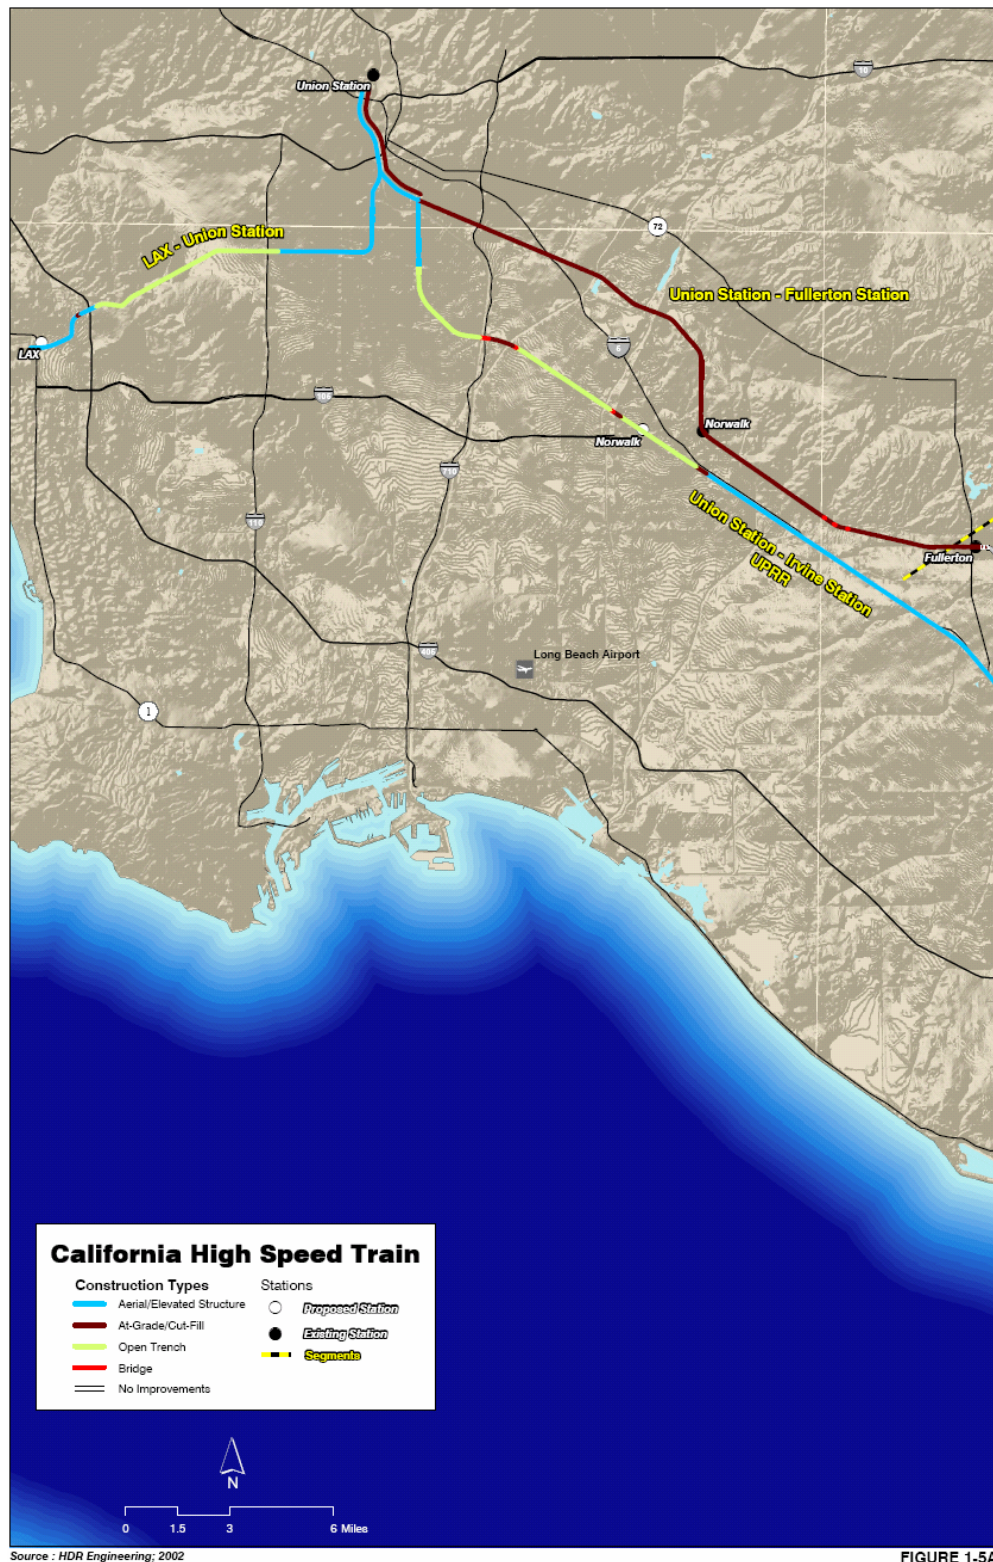 Union Station
10
72
LAX - Union Station
Union Station - Fullerton Station
LAX
5
105
Norwalk
Norwalk
710
110
Union Station - Irvine Station
UPRR
Fullerton
405
Long Beach Airport
1
California High Speed Train
Construction Types
Aerial/Elevated Structure
At-Grade/Cut-Fill
Open Trench
Bridge
No Improvements
Stations
Proposed Station
Existing Station
Segments
N
0 1.5 3 6 Miles
Source : HDR Engineering; 2002
FIGURE 1-5A